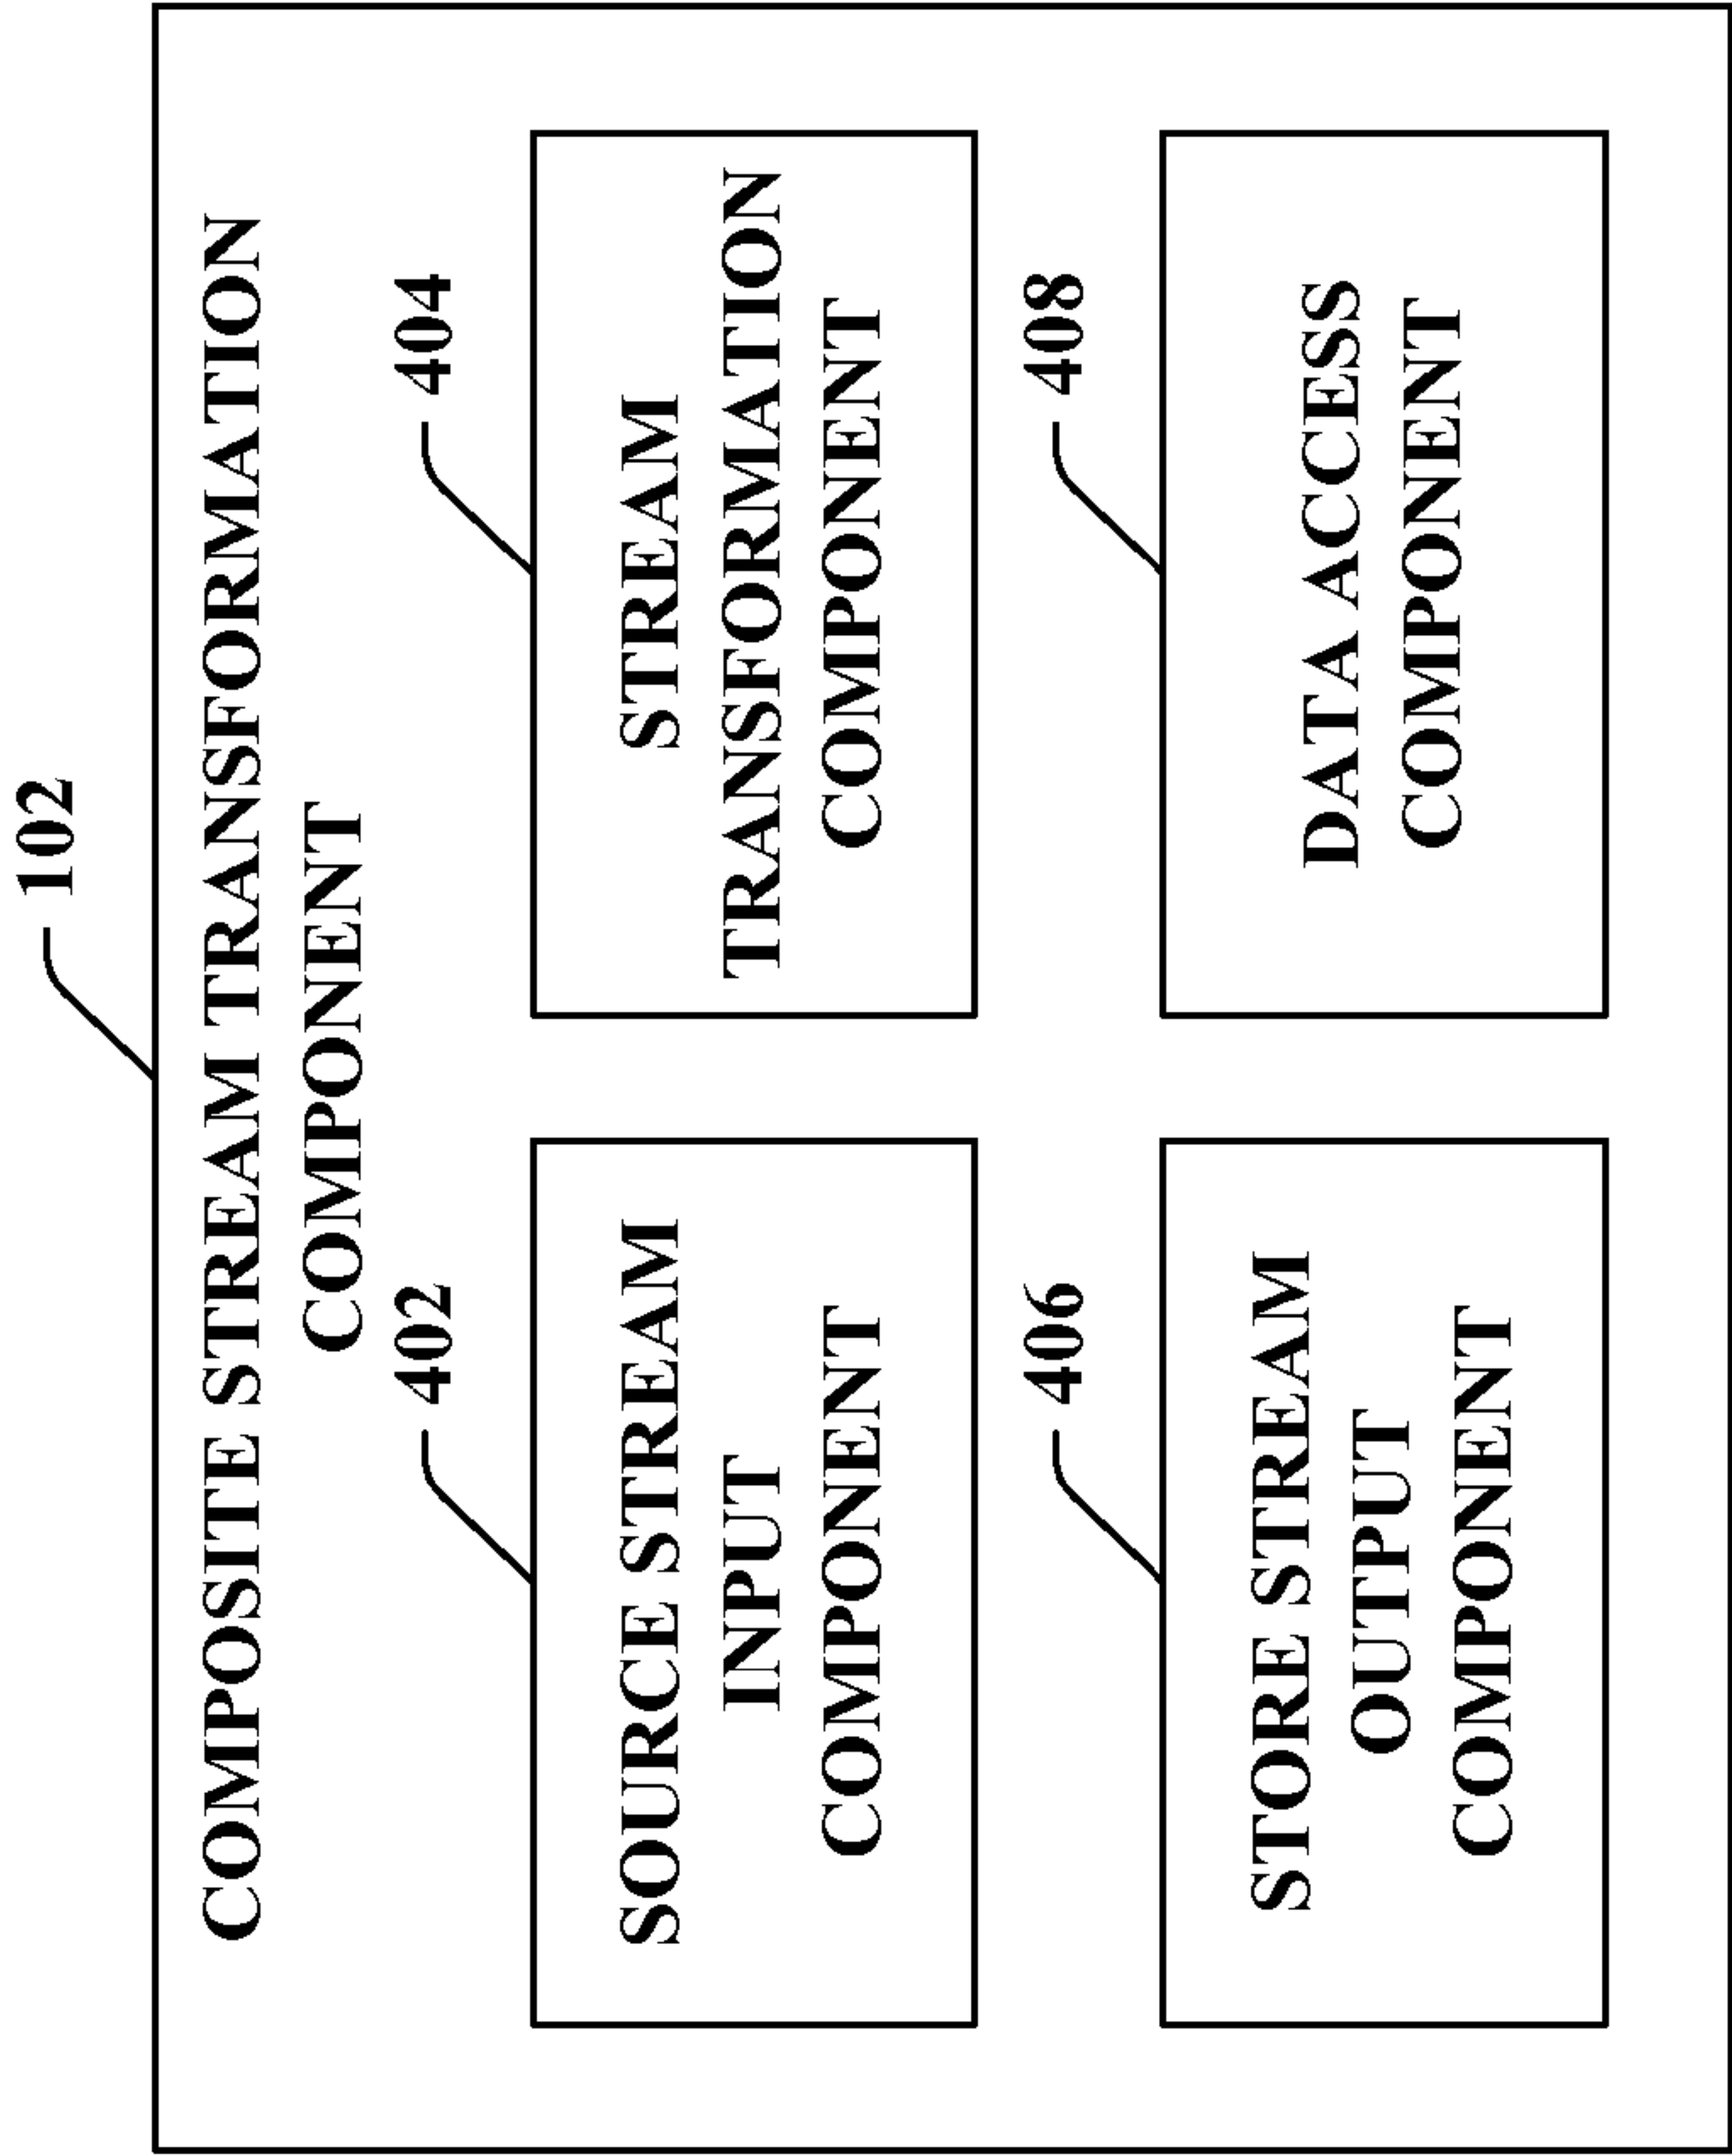 102
COMPOSITE STREAM TRANSFORMATION
COMPONENT
402
SOURCE STREAM
INPUT
COMPONENT
404
STREAM
TRANSFORMATION
COMPONENT
406
STORE STREAM
OUTPUT
COMPONENT
408
DATA ACCESS
COMPONENT